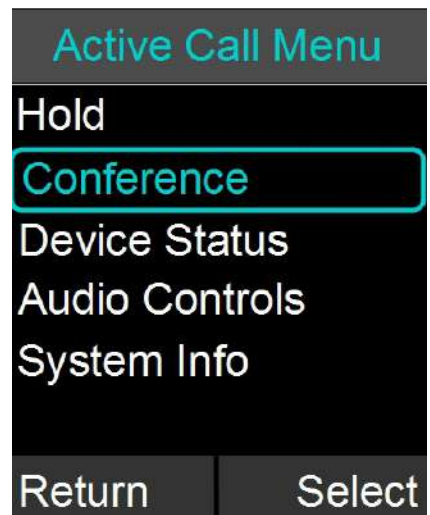 Active Call Menu
Hold
Conference
Device Status
Audio Controls
System Info
Return Select